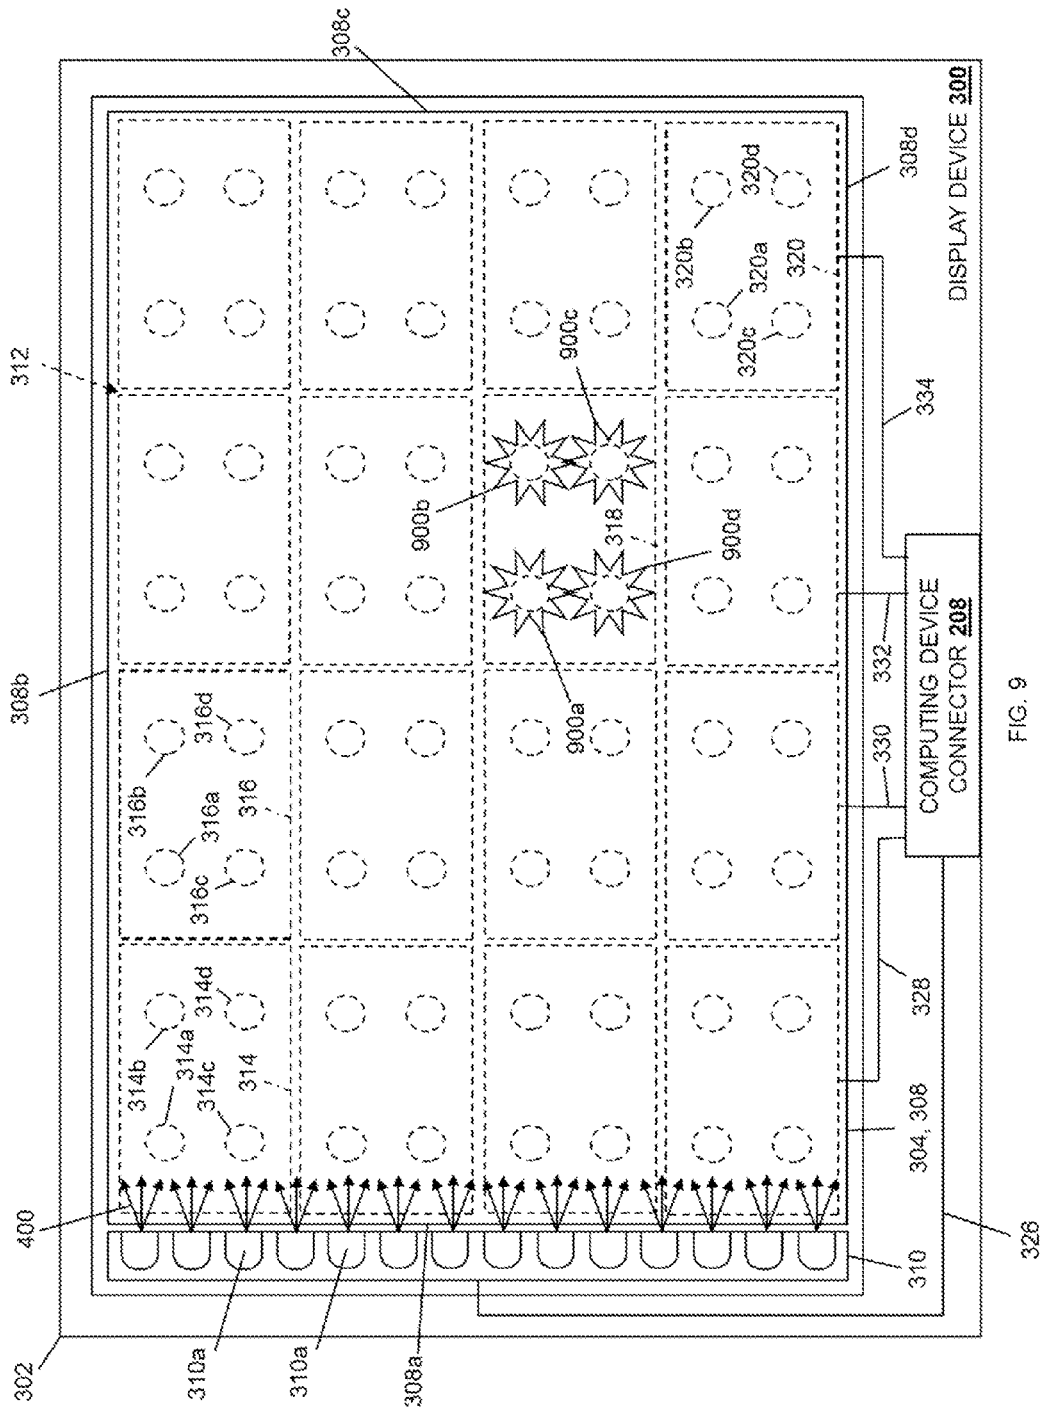 302
310a
310a
308a
326
310
400
304, 308
328
314b
314a
314c
314d
314
316b
316a
316c
316d
316
308b
312
308c
900a
900b
900c
900d
318
320b
320d
320a
320
320c
308d
330
332
334
COMPUTING DEVICE
CONNECTOR 208
DISPLAY DEVICE 300
FIG. 9